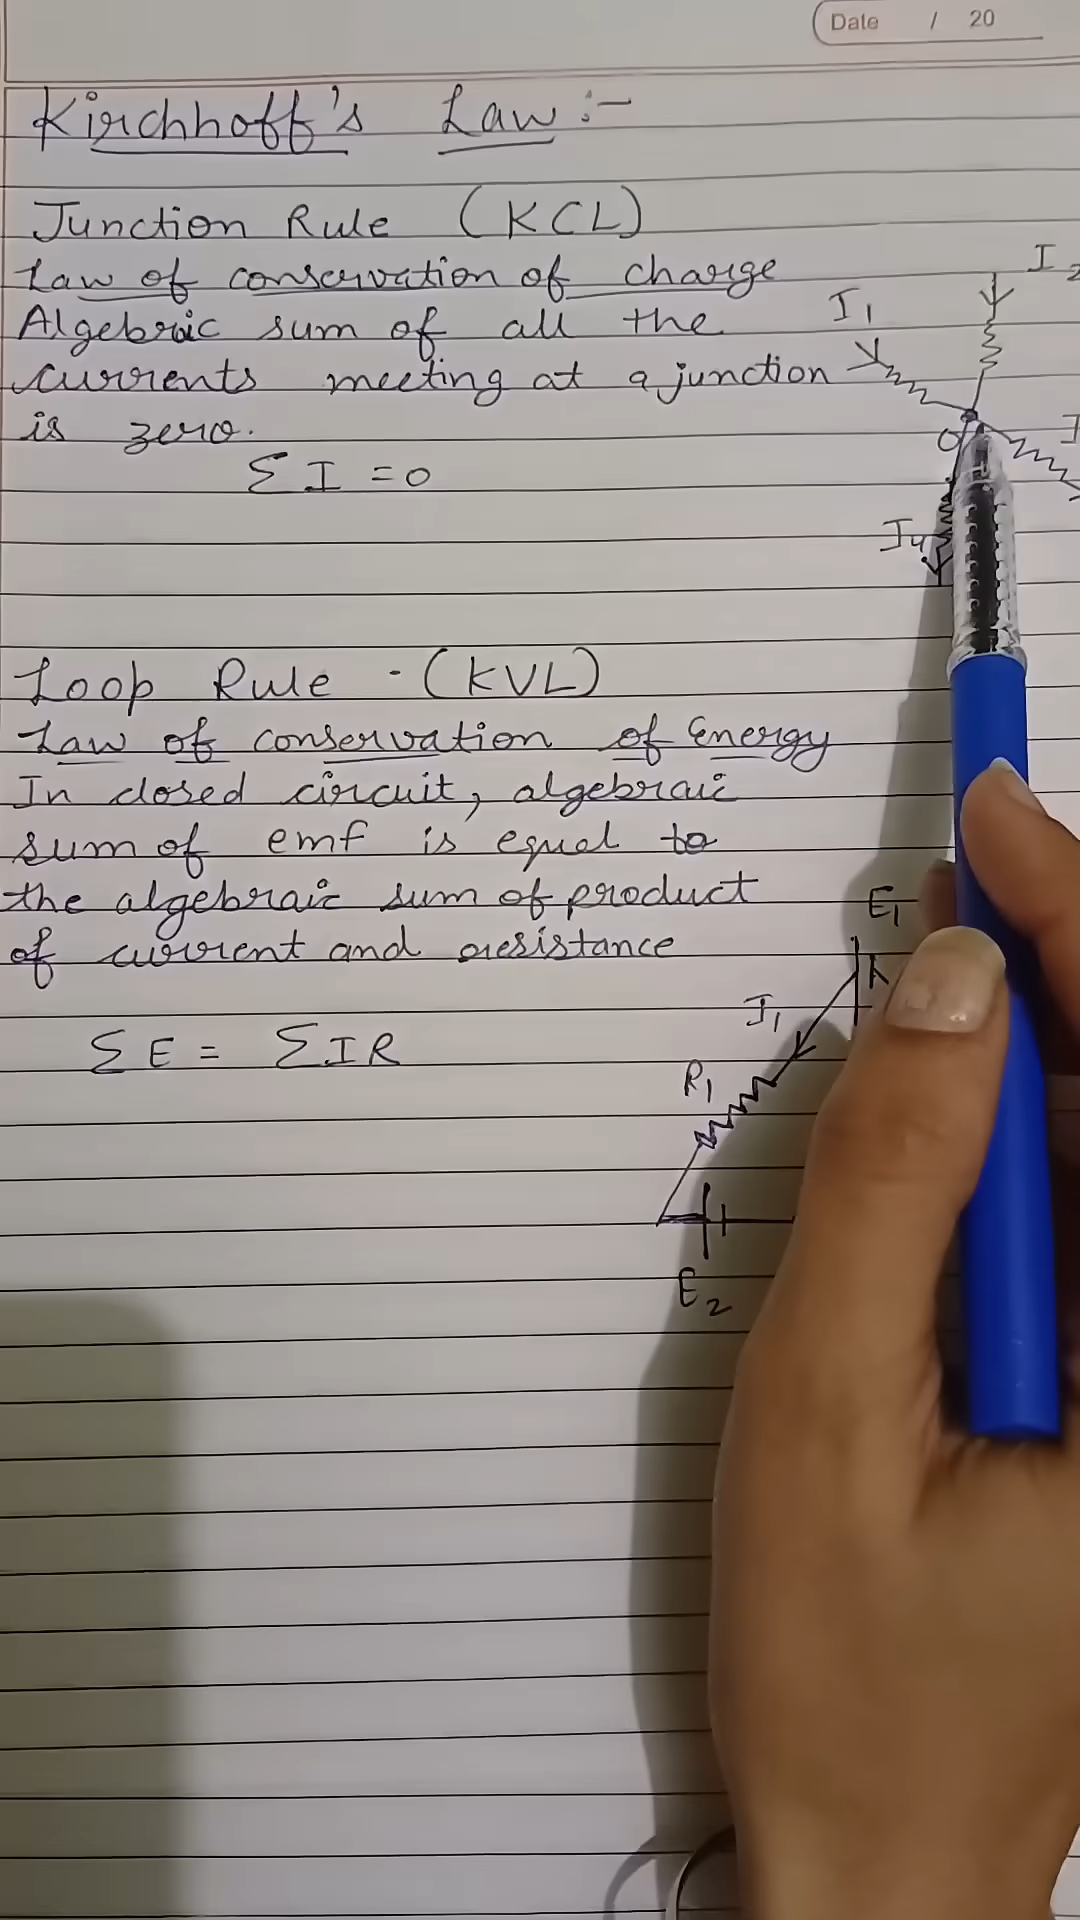 Date / 20
Kirchhoff's Law :-
Junction Rule (KCL)
Law of conservation of charge
Algebraic sum of all the
currents meeting at a junction
is zero.
Σ I = 0
I1
I2
O
I4
Loop Rule - (KVL)
Law of conservation of Energy
In closed circuit, algebraic
sum of emf is equal to
the algebraic sum of product
of current and resistance
Σ E = Σ IR
E1
I1
R1
E2